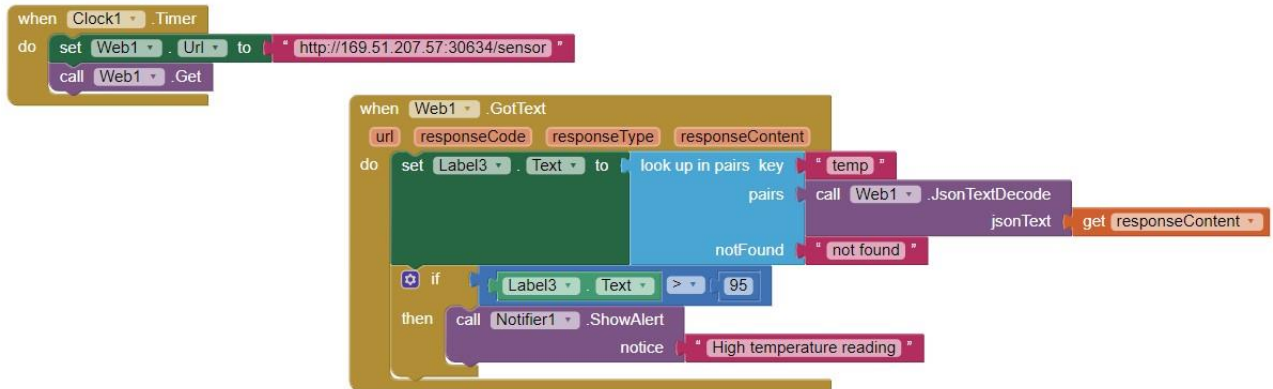 when Clock1 .Timer
do set Web1 . Url to " http://169.51.207.57:30634/sensor "
call Web1 .Get
when Web1 .GotText
url responseCode responseType responseContent
do set Label3 . Text to look up in pairs key " temp "
pairs call Web1 .JsonTextDecode
jsonText get responseContent
notFound " not found "
if Label3 . Text > 95
then call Notifier1 .ShowAlert
notice " High temperature reading "